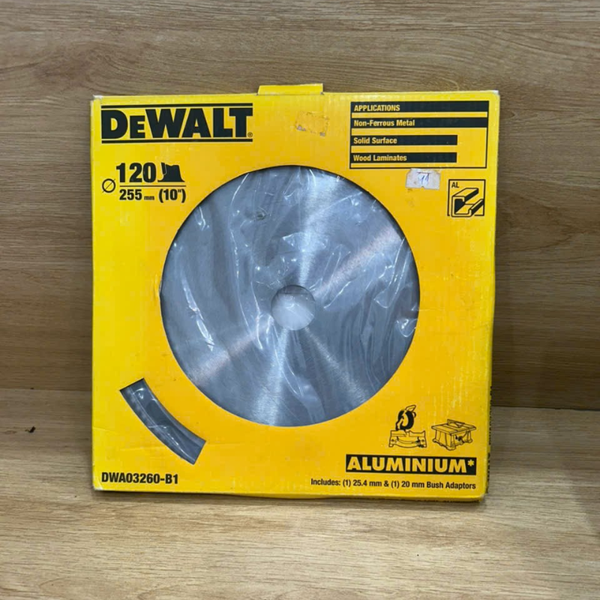 DEWALT
120
255 mm (10")
APPLICATIONS
Non-Ferrous Metal
Solid Surface
Wood Laminates
AL
DWA03260-B1
ALUMINIUM*
Includes: (1) 25.4 mm & (1) 20 mm Bush Adaptors